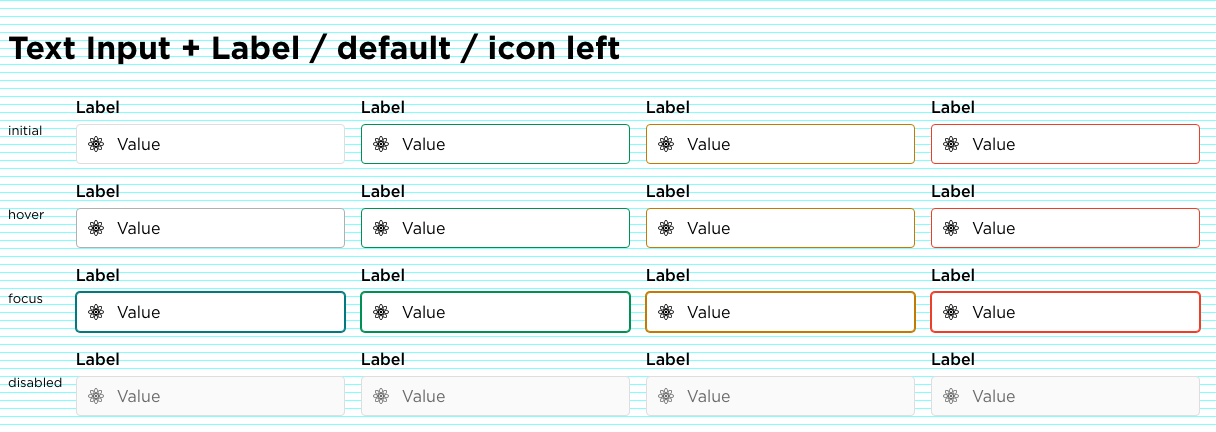 Text Input + Label / default / icon left
Label Label Label Label
initial Value Value Value Value
Label Label Label Label
hover Value Value Value Value
Label Label Label Label
focus Value Value Value Value
Label Label Label Label
disabled Value Value Value Value